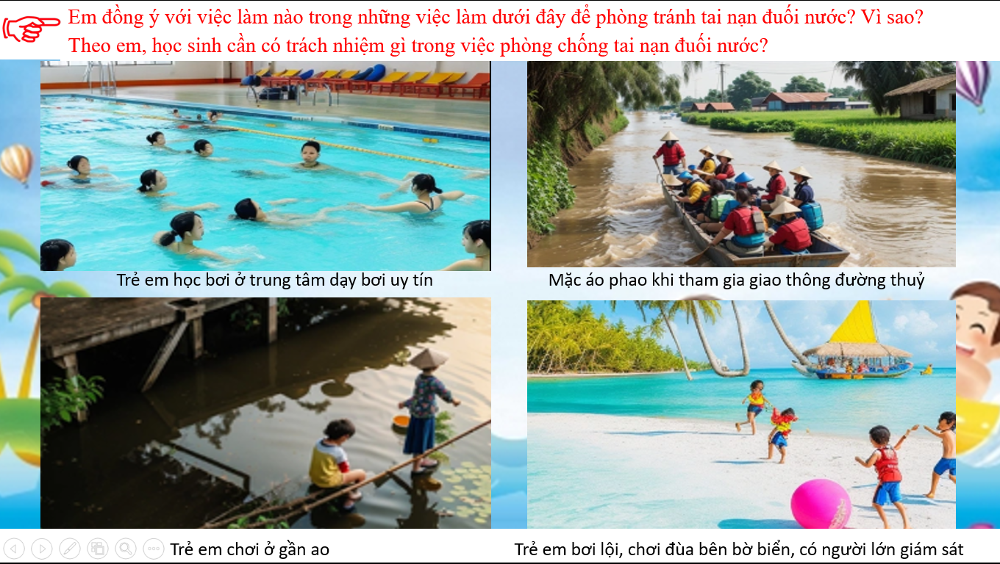 Em đồng ý với việc làm nào trong những việc làm dưới đây để phòng tránh tai nạn đuối nước? Vì sao?
Theo em, học sinh cần có trách nhiệm gì trong việc phòng chống tai nạn đuối nước?
Trẻ em học bơi ở trung tâm dạy bơi uy tín
Mặc áo phao khi tham gia giao thông đường thuỷ
Trẻ em chơi ở gần ao
Trẻ em bơi lội, chơi đùa bên bờ biển, có người lớn giám sát